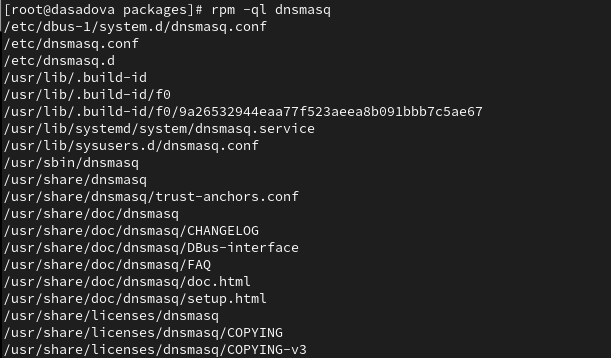 [root@dasadova packages]# rpm -ql dnsmasq
/etc/dbus-1/system.d/dnsmasq.conf
/etc/dnsmasq.conf
/etc/dnsmasq.d
/usr/lib/.build-id
/usr/lib/.build-id/f0
/usr/lib/.build-id/f0/9a26532944eaa77f523aeea8b091bbb7c5ae67
/usr/lib/systemd/system/dnsmasq.service
/usr/lib/sysusers.d/dnsmasq.conf
/usr/sbin/dnsmasq
/usr/share/dnsmasq
/usr/share/dnsmasq/trust-anchors.conf
/usr/share/doc/dnsmasq
/usr/share/doc/dnsmasq/CHANGELOG
/usr/share/doc/dnsmasq/DBus-interface
/usr/share/doc/dnsmasq/FAQ
/usr/share/doc/dnsmasq/doc.html
/usr/share/doc/dnsmasq/setup.html
/usr/share/licenses/dnsmasq
/usr/share/licenses/dnsmasq/COPYING
/usr/share/licenses/dnsmasq/COPYING-v3